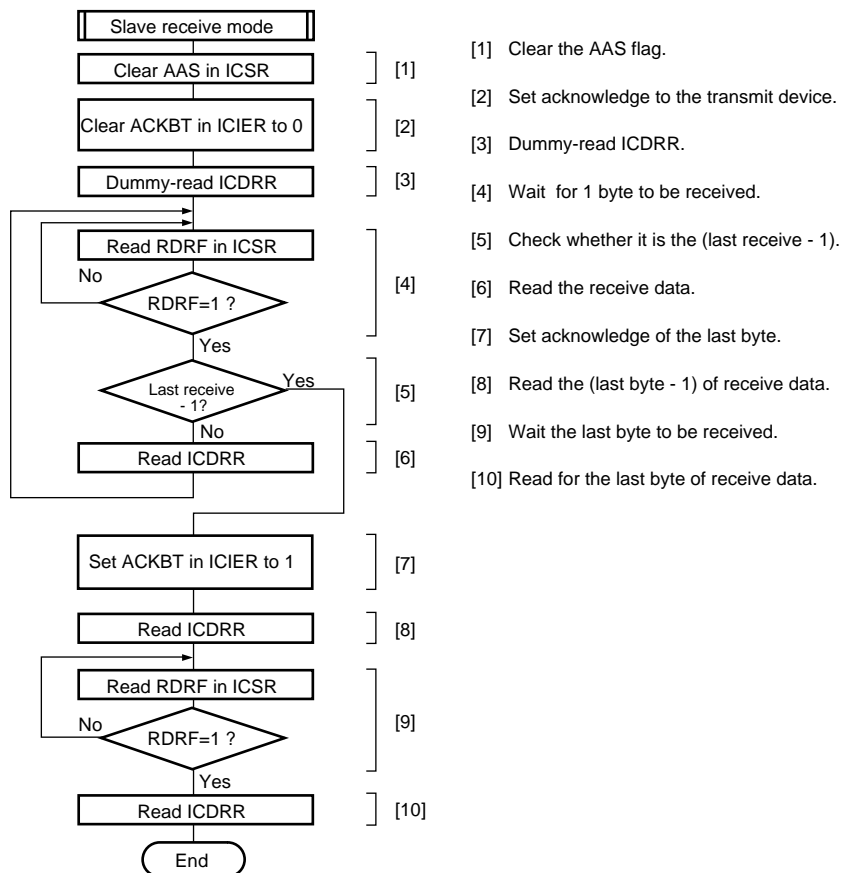 Slave receive mode
Clear AAS in ICSR
[1]
Clear ACKBT in ICIER to 0
[2]
Dummy-read ICDRR
[3]
Read RDRF in ICSR
No
RDRF=1 ?
[4]
Yes
Last receive
- 1?
Yes
[5]
No
Read ICDRR
[6]
Set ACKBT in ICIER to 1
[7]
Read ICDRR
[8]
Read RDRF in ICSR
No
RDRF=1 ?
[9]
Yes
Read ICDRR
[10]
End
[1] Clear the AAS flag.
[2] Set acknowledge to the transmit device.
[3] Dummy-read ICDRR.
[4] Wait for 1 byte to be received.
[5] Check whether it is the (last receive - 1).
[6] Read the receive data.
[7] Set acknowledge of the last byte.
[8] Read the (last byte - 1) of receive data.
[9] Wait the last byte to be received.
[10] Read for the last byte of receive data.